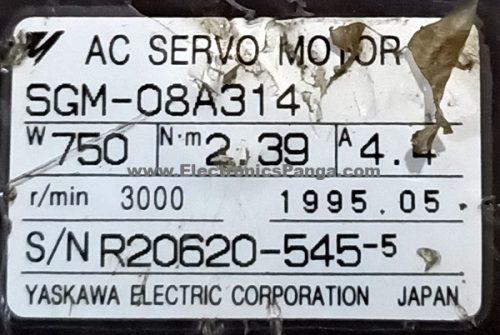 AC SERVO MOTOR
SGM-08A314
W 750 N·m 2.39 A 4.4
www.ElectronicsPanga.com
r/min 3000 1995.05
S/N R20620-545-5
YASKAWA ELECTRIC CORPORATION JAPAN